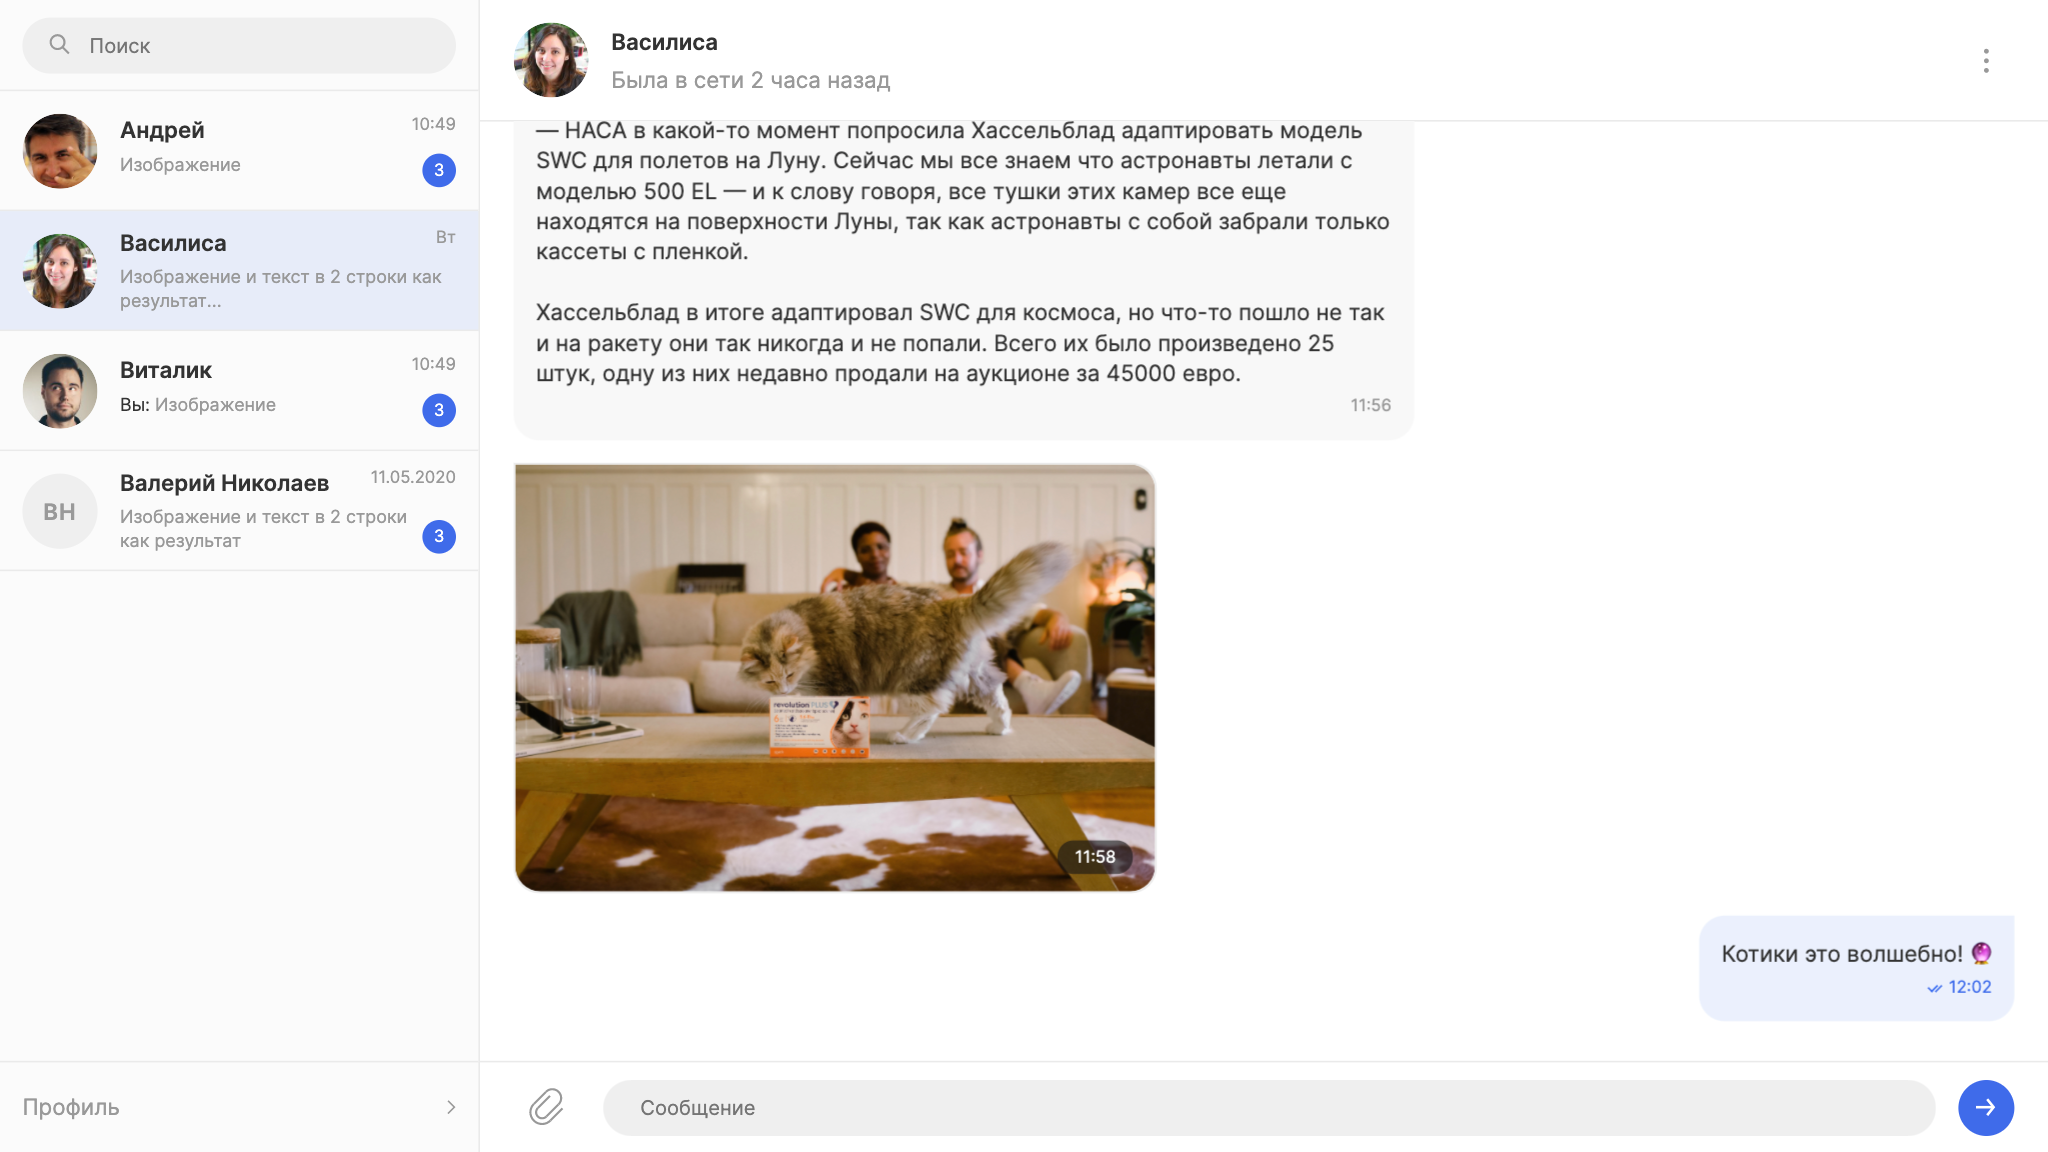 Поиск
Андрей
10:49
Изображение
3
Василиса
Вт
Изображение и текст в 2 строки как
результат...
Виталик
10:49
Вы: Изображение
3
ВН
Валерий Николаев
11.05.2020
Изображение и текст в 2 строки
как результат
3
Профиль
Василиса
Была в сети 2 часа назад
— НАСА в какой-то момент попросила Хассельблад адаптировать модель
SWC для полетов на Луну. Сейчас мы все знаем что астронавты летали с
моделью 500 EL — и к слову говоря, все тушки этих камер все еще
находятся на поверхности Луны, так как астронавты с собой забрали только
кассеты с пленкой.
Хассельблад в итоге адаптировал SWC для космоса, но что-то пошло не так
и на ракету они так никогда и не попали. Всего их было произведено 25
штук, одну из них недавно продали на аукционе за 45000 евро.
11:56
revolution PLUS
11:58
Котики это волшебно! 🔮
12:02
Сообщение